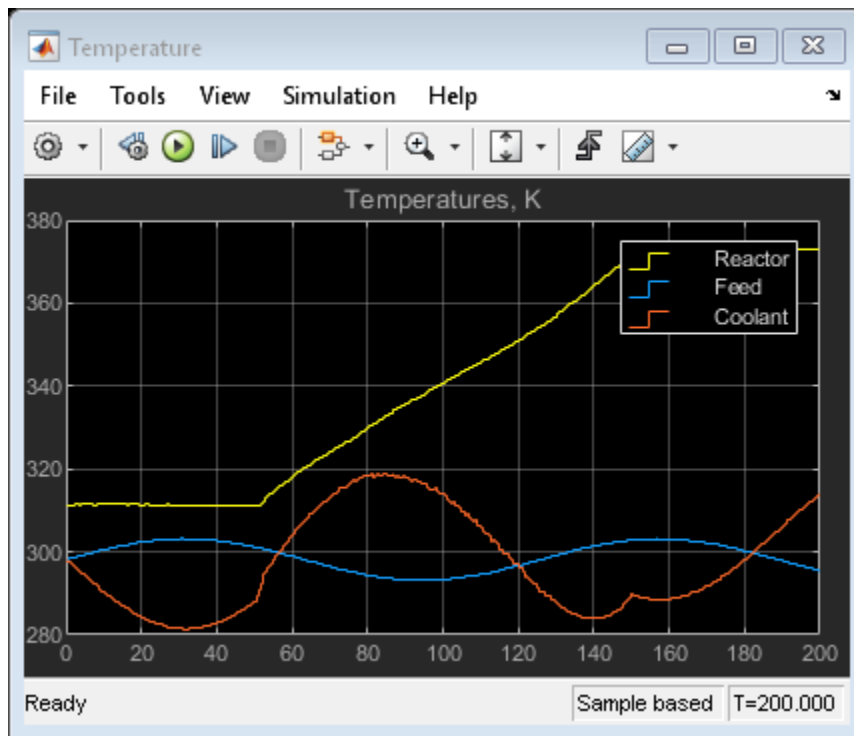 Temperature
File Tools View Simulation Help
Temperatures, K
380
360
340
320
300
280
0 20 40 60 80 100 120 140 160 180 200
Reactor
Feed
Coolant
Ready Sample based T=200.000